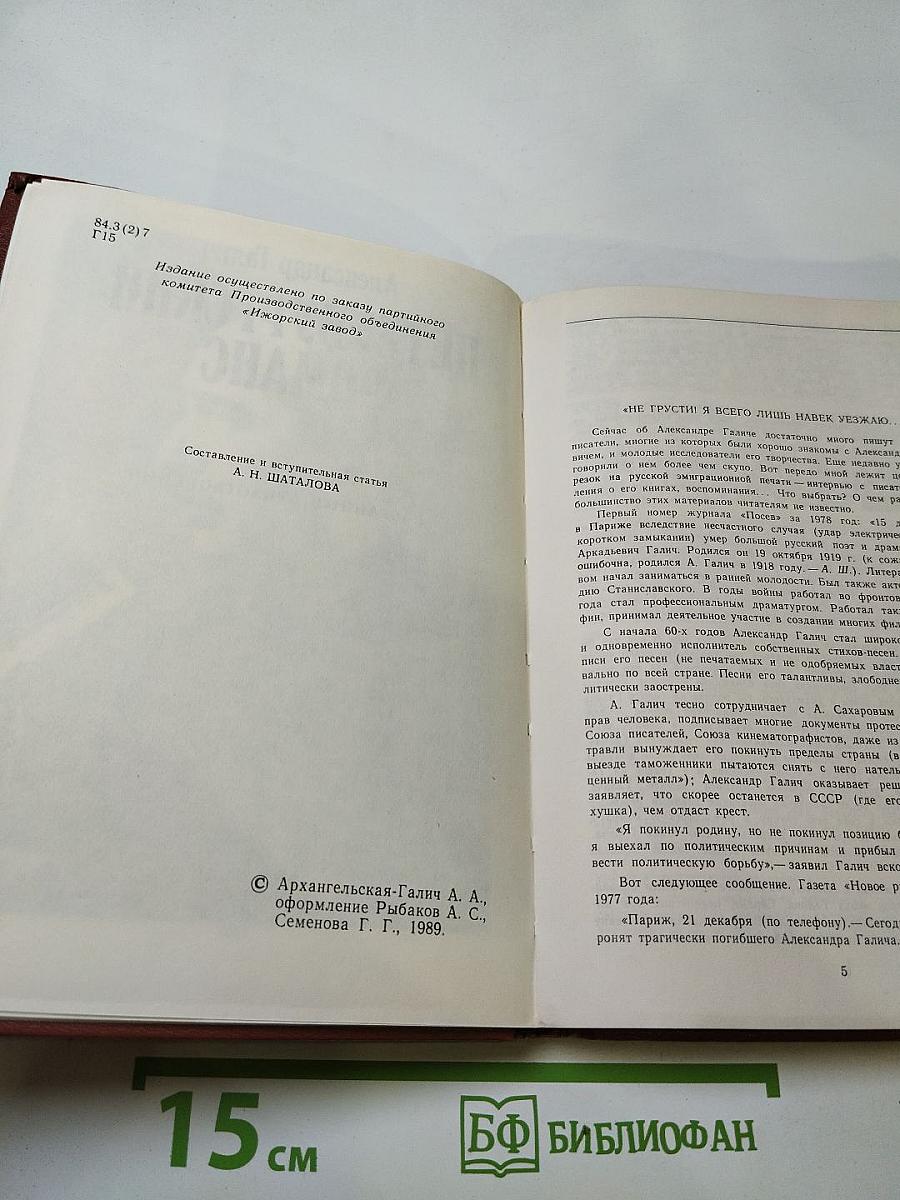 84.3(2)7
Г15
Издание осуществлено по заказу партийного
комитета Производственного объединения
«Ижорский завод»
Составление и вступительная статья
А. Н. ШАТАЛОВА
© Архангельская-Галич А. А.,
оформление Рыбаков А. С.,
Семенова Г. Г., 1989.
«НЕ ГРУСТИ! Я ВСЕГО ЛИШЬ НАВЕК УЕЗЖАЮ...
Сейчас об Александре Галиче достаточно много пишут
писатели, многие из которых были хорошо знакомы с Александ
вичем, и молодые исследователи его творчества. Еще недавно у
говорили о нем более чем скупо. Вот передо мной лежит
резок на русской эмигрантской печати — интервью с писат
ления о его книгах, воспоминания... Что выбрать? О чем
большинство этих материалов читателям не известно.
Первый номер журнала «Посев» за 1978 год: «15 д
в Париже вследствие несчастного случая (удар электриче
коротком замыкании) умер большой русский поэт и драм
Аркадьевич Галич. Родился он 19 октября 1919 г. (к сож
ошибочна, родился А. Галич в 1918 году. — А. Ш.). Литера
вом начал заниматься в ранней молодости. Был также акт
дию Станиславского. В годы войны работал во фронтов
года стал профессиональным драматургом. Работал так
фии, принимал деятельное участие в создании многих фил
С начала 60-х годов Александр Галич стал широк
и одновременно исполнитель собственных стихов-песен.
писи его песен (не печатаемых и не одобряемых власт
вально по всей стране. Песни его талантливы, злободне
литически заострены.
А. Галич тесно сотрудничает с А. Сахаровым
прав человека, подписывает многие документы протес
Союза писателей, Союза кинематографистов, даже из
травли вынуждает его покинуть пределы страны (в
выезде таможенники пытаются снять с него натель
ценный металл»); Александр Галич оказывает реш
заявляет, что скорее останется в СССР (где его
хушка), чем отдаст крест.
«Я покинул родину, но не покинул позицию б
я выехал по политическим причинам и прибыл
вести политическую борьбу», — заявил Галич вско
Вот следующее сообщение. Газета «Новое р
1977 года:
«Париж, 21 декабря (по телефону). — Сегод
ронят трагически погибшего Александра Галича.
5
15 см
БФ БИБЛИОФАН